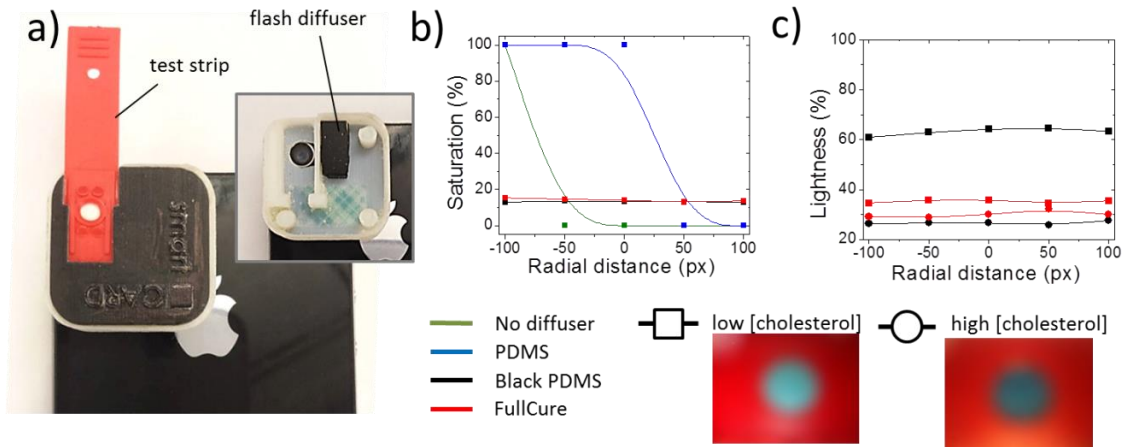 a)
flash diffuser
test strip
smart
CARD
b)
Saturation (%)
100
80
60
40
20
0
-100 -50 0 50 100
Radial distance (px)
c)
Lightness (%)
100
80
60
40
20
-100 -50 0 50 100
Radial distance (px)
No diffuser
PDMS
Black PDMS
FullCure
low [cholesterol]
high [cholesterol]